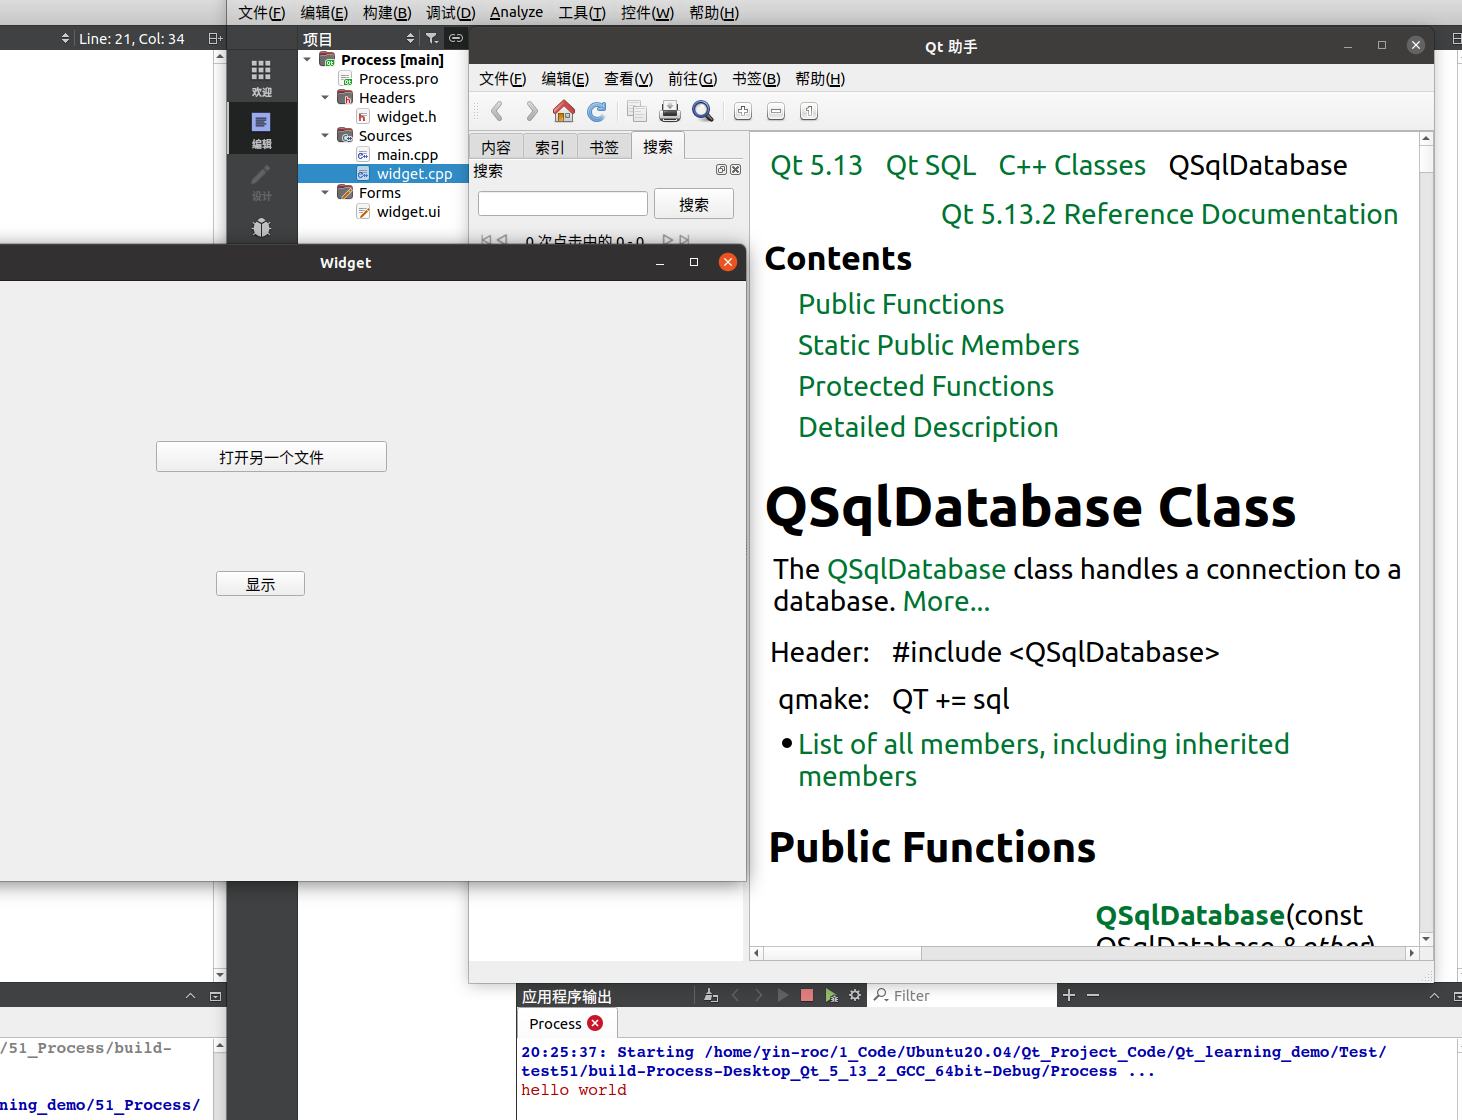 文件(F) 编辑(E) 构建(B) 调试(D) Analyze 工具(T) 控件(W) 帮助(H)
Line: 21, Col: 34
项目
欢迎
编辑
设计
Process [main]
Process.pro
Headers
widget.h
Sources
main.cpp
widget.cpp
Forms
widget.ui
Qt 助手
文件(F) 编辑(E) 查看(V) 前往(G) 书签(B) 帮助(H)
内容 索引 书签 搜索
搜索
搜索
0 次点击中的 0 - 0
Widget
打开另一个文件
显示
Qt 5.13 Qt SQL C++ Classes QSqlDatabase
Qt 5.13.2 Reference Documentation
Contents
Public Functions
Static Public Members
Protected Functions
Detailed Description
QSqlDatabase Class
The QSqlDatabase class handles a connection to a
database. More...
Header: #include <QSqlDatabase>
qmake: QT += sql
List of all members, including inherited
members
Public Functions
QSqlDatabase(const
QSqlDatabase &other)
应用程序输出
Filter
Process
20:25:37: Starting /home/yin-roc/1_Code/Ubuntu20.04/Qt_Project_Code/Qt_learning_demo/Test/
test51/build-Process-Desktop_Qt_5_13_2_GCC_64bit-Debug/Process ...
hello world
/51_Process/build-
ning_demo/51_Process/